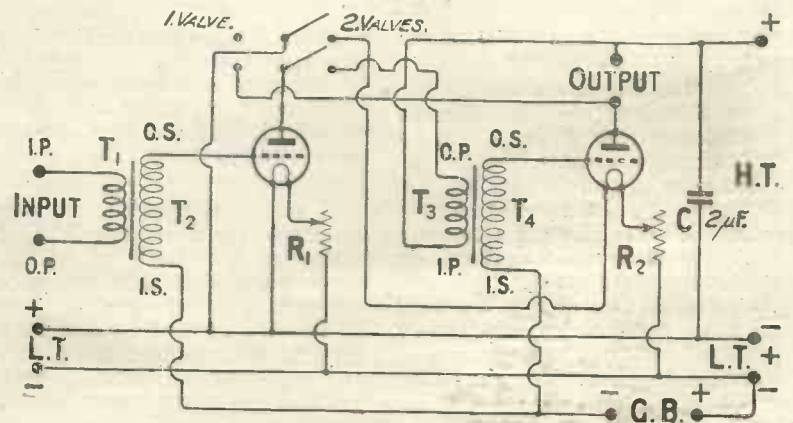 1.VALVE.
2.VALVES.
+
OUTPUT
I.P.
T₁
O.S.
INPUT
T₂
O.P.
I.S.
R₁
O.P.
O.S.
T₃
T₄
I.P.
I.S.
H.T.
C
2µF.
R₂
+
L.T.
−
−
L.T.
+
−
− G.B. +